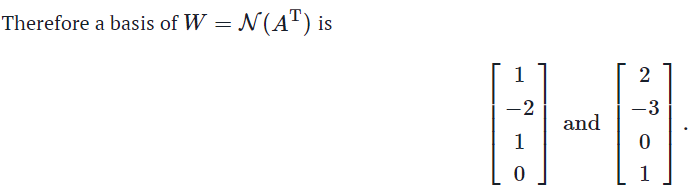 Therefore a basis of W = 𝒩(Aᵀ) is
[1 −2 1 0] and [2 −3 0 1].